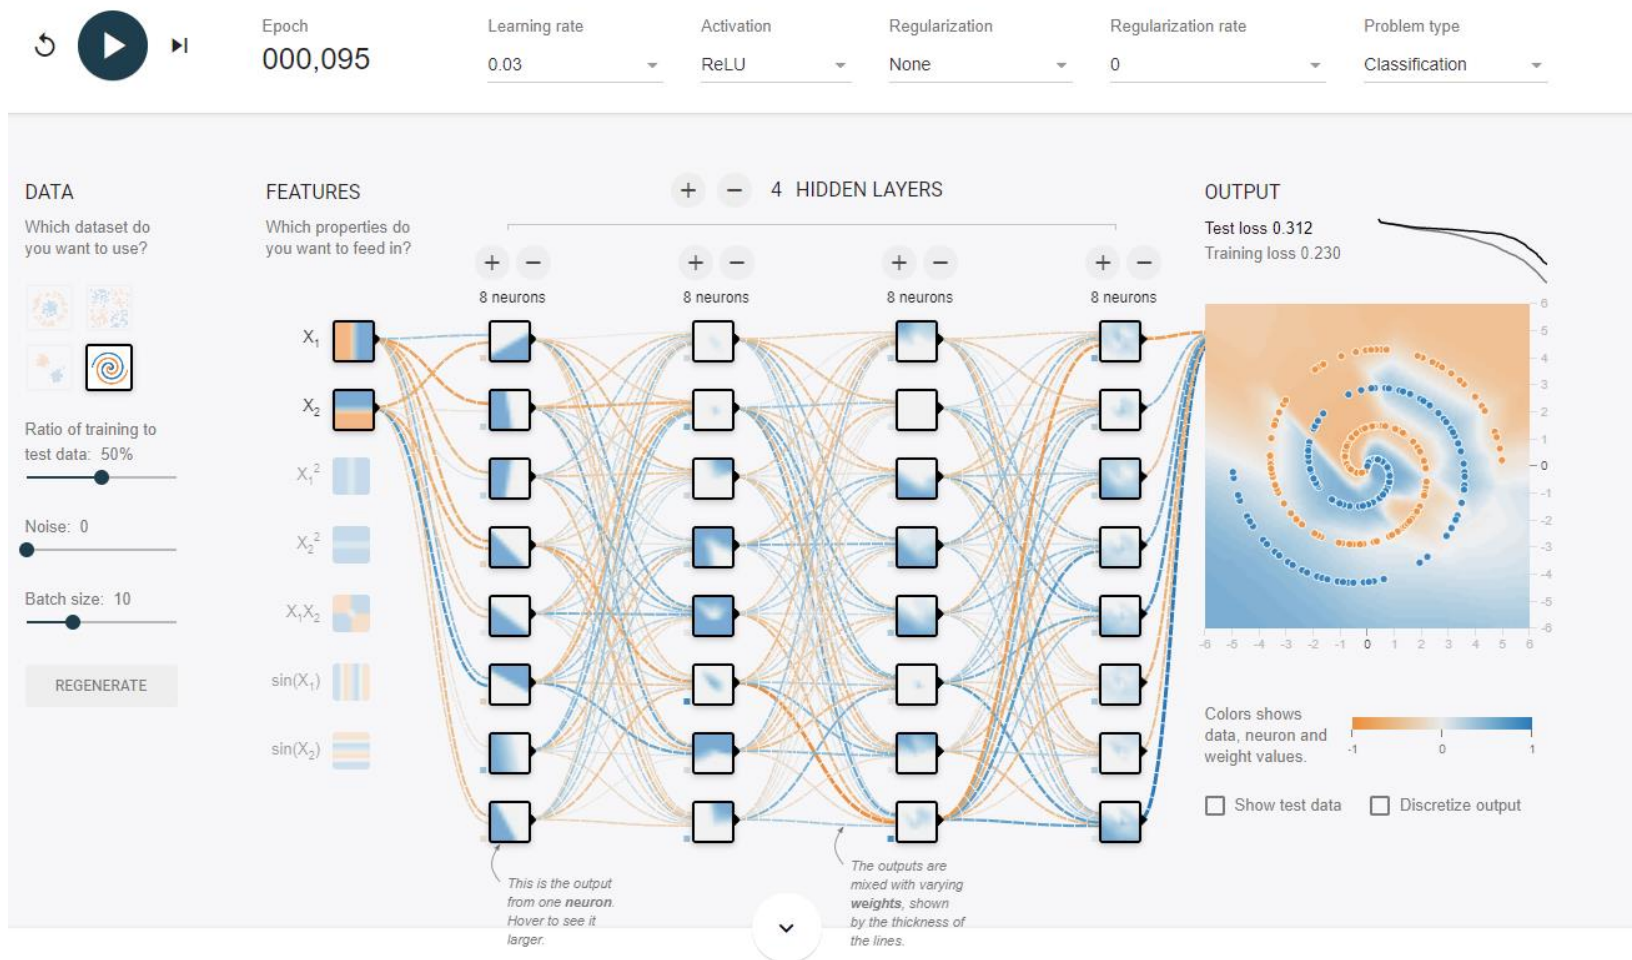 Epoch
000,095
Learning rate
0.03
Activation
ReLU
Regularization
None
Regularization rate
0
Problem type
Classification
DATA
Which dataset do
you want to use?
Ratio of training to
test data: 50%
Noise: 0
Batch size: 10
REGENERATE
FEATURES
Which properties do
you want to feed in?
X1
X2
X1²
X2²
X1X2
sin(X1)
sin(X2)
+ − 4 HIDDEN LAYERS
+ − + − + − + −
8 neurons 8 neurons 8 neurons 8 neurons
This is the output
from one neuron.
Hover to see it
larger.
The outputs are
mixed with varying
weights, shown
by the thickness of
the lines.
OUTPUT
Test loss 0.312
Training loss 0.230
6
5
4
3
2
1
0
-1
-2
-3
-4
-5
-6
-6 -5 -4 -3 -2 -1 0 1 2 3 4 5 6
Colors shows
data, neuron and
weight values.
-1 0 1
Show test data
Discretize output